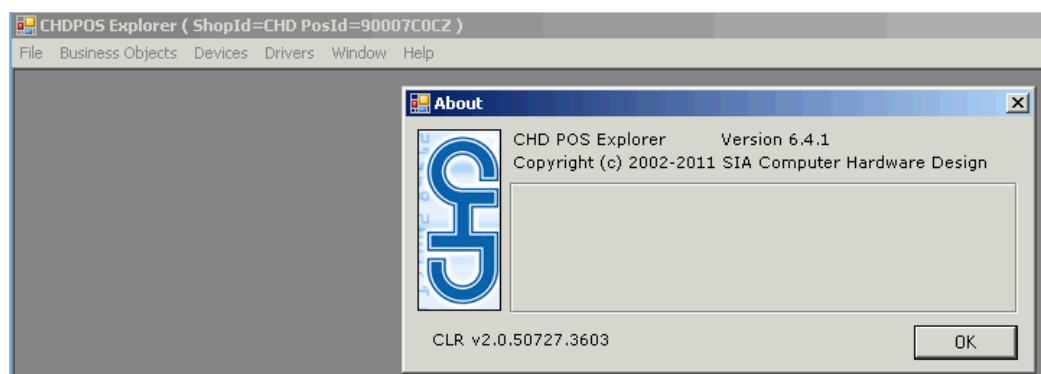 CHDPOS Explorer ( ShopId=CHD PosId=90007C0CZ )
File Business Objects Devices Drivers Window Help
About
CHD POS Explorer Version 6.4.1
Copyright (c) 2002-2011 SIA Computer Hardware Design
CLR v2.0.50727.3603
OK